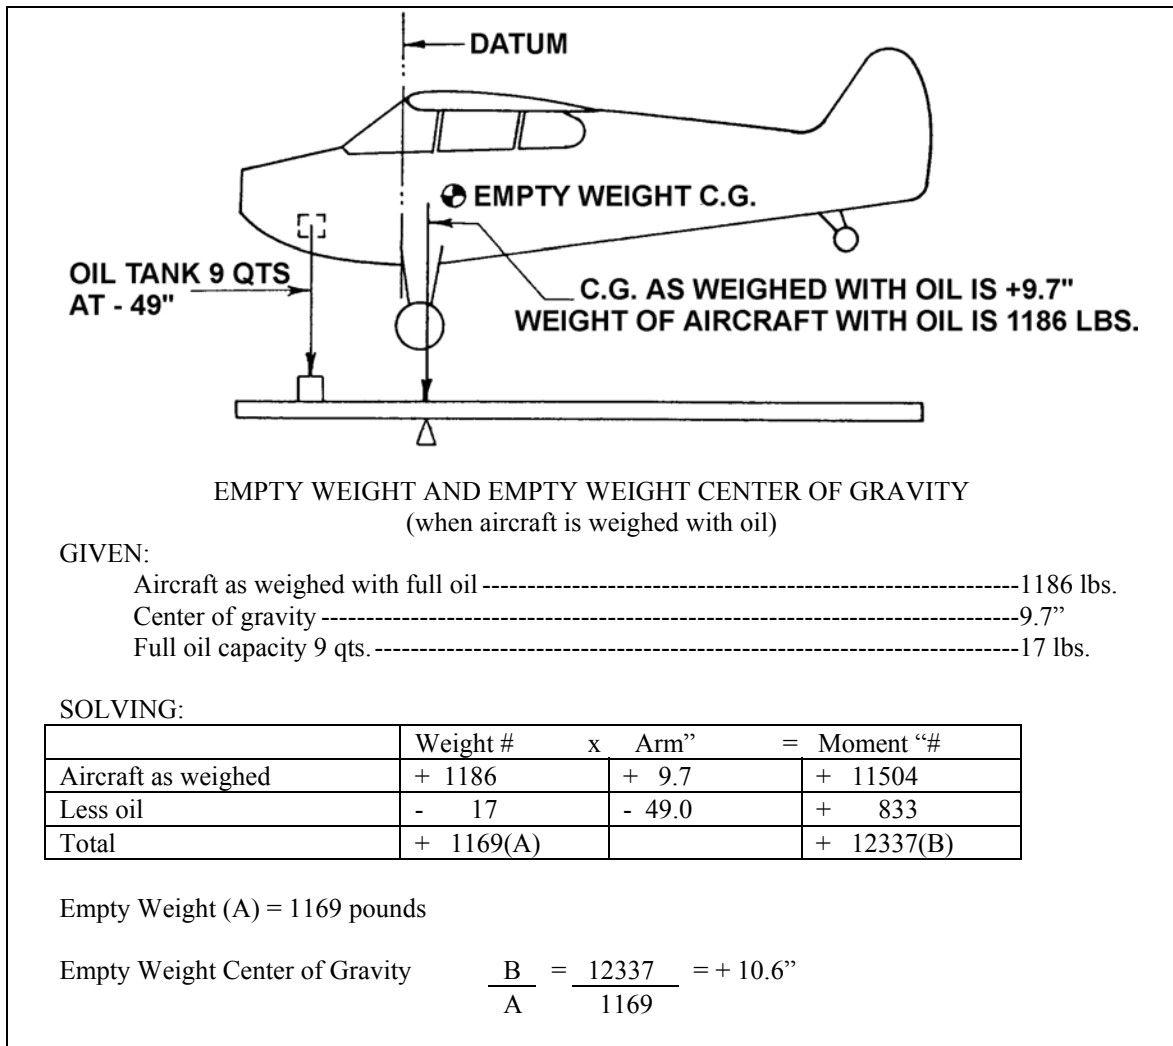 DATUM
EMPTY WEIGHT C.G.
OIL TANK 9 QTS
AT - 49"
C.G. AS WEIGHED WITH OIL IS +9.7"
WEIGHT OF AIRCRAFT WITH OIL IS 1186 LBS.
EMPTY WEIGHT AND EMPTY WEIGHT CENTER OF GRAVITY
(when aircraft is weighed with oil)
GIVEN:
Aircraft as weighed with full oil ------------------------------------------------------------1186 lbs.
Center of gravity ------------------------------------------------------------------------------9.7”
Full oil capacity 9 qts. ------------------------------------------------------------------------17 lbs.
SOLVING:
Weight # x Arm” = Moment “#
Aircraft as weighed + 1186 + 9.7 + 11504
Less oil - 17 - 49.0 + 833
Total + 1169(A) + 12337(B)
Empty Weight (A) = 1169 pounds
Empty Weight Center of Gravity B = 12337 = + 10.6”
A 1169